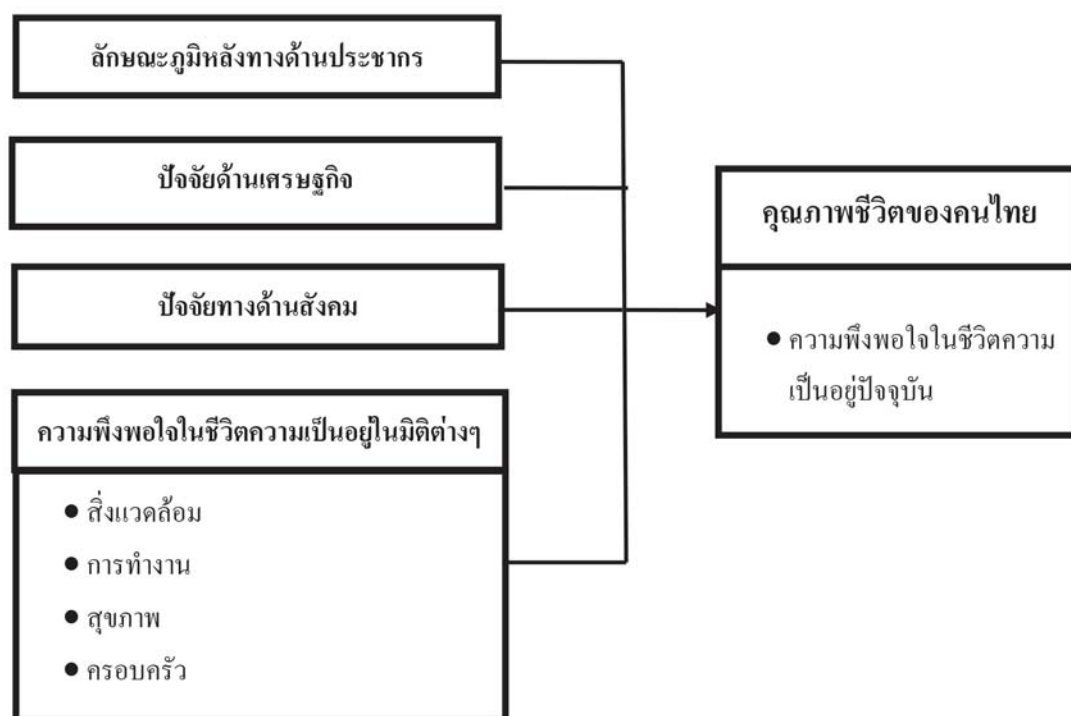 ลักษณะภูมิหลังทางด้านประชากร
ปัจจัยด้านเศรษฐกิจ
ปัจจัยทางด้านสังคม
ความพึงพอใจในชีวิตความเป็นอยู่ในมิติต่างๆ
● สิ่งแวดล้อม
● การทำงาน
● สุขภาพ
● ครอบครัว
คุณภาพชีวิตของคนไทย
● ความพึงพอใจในชีวิตความ
เป็นอยู่ปัจจุบัน